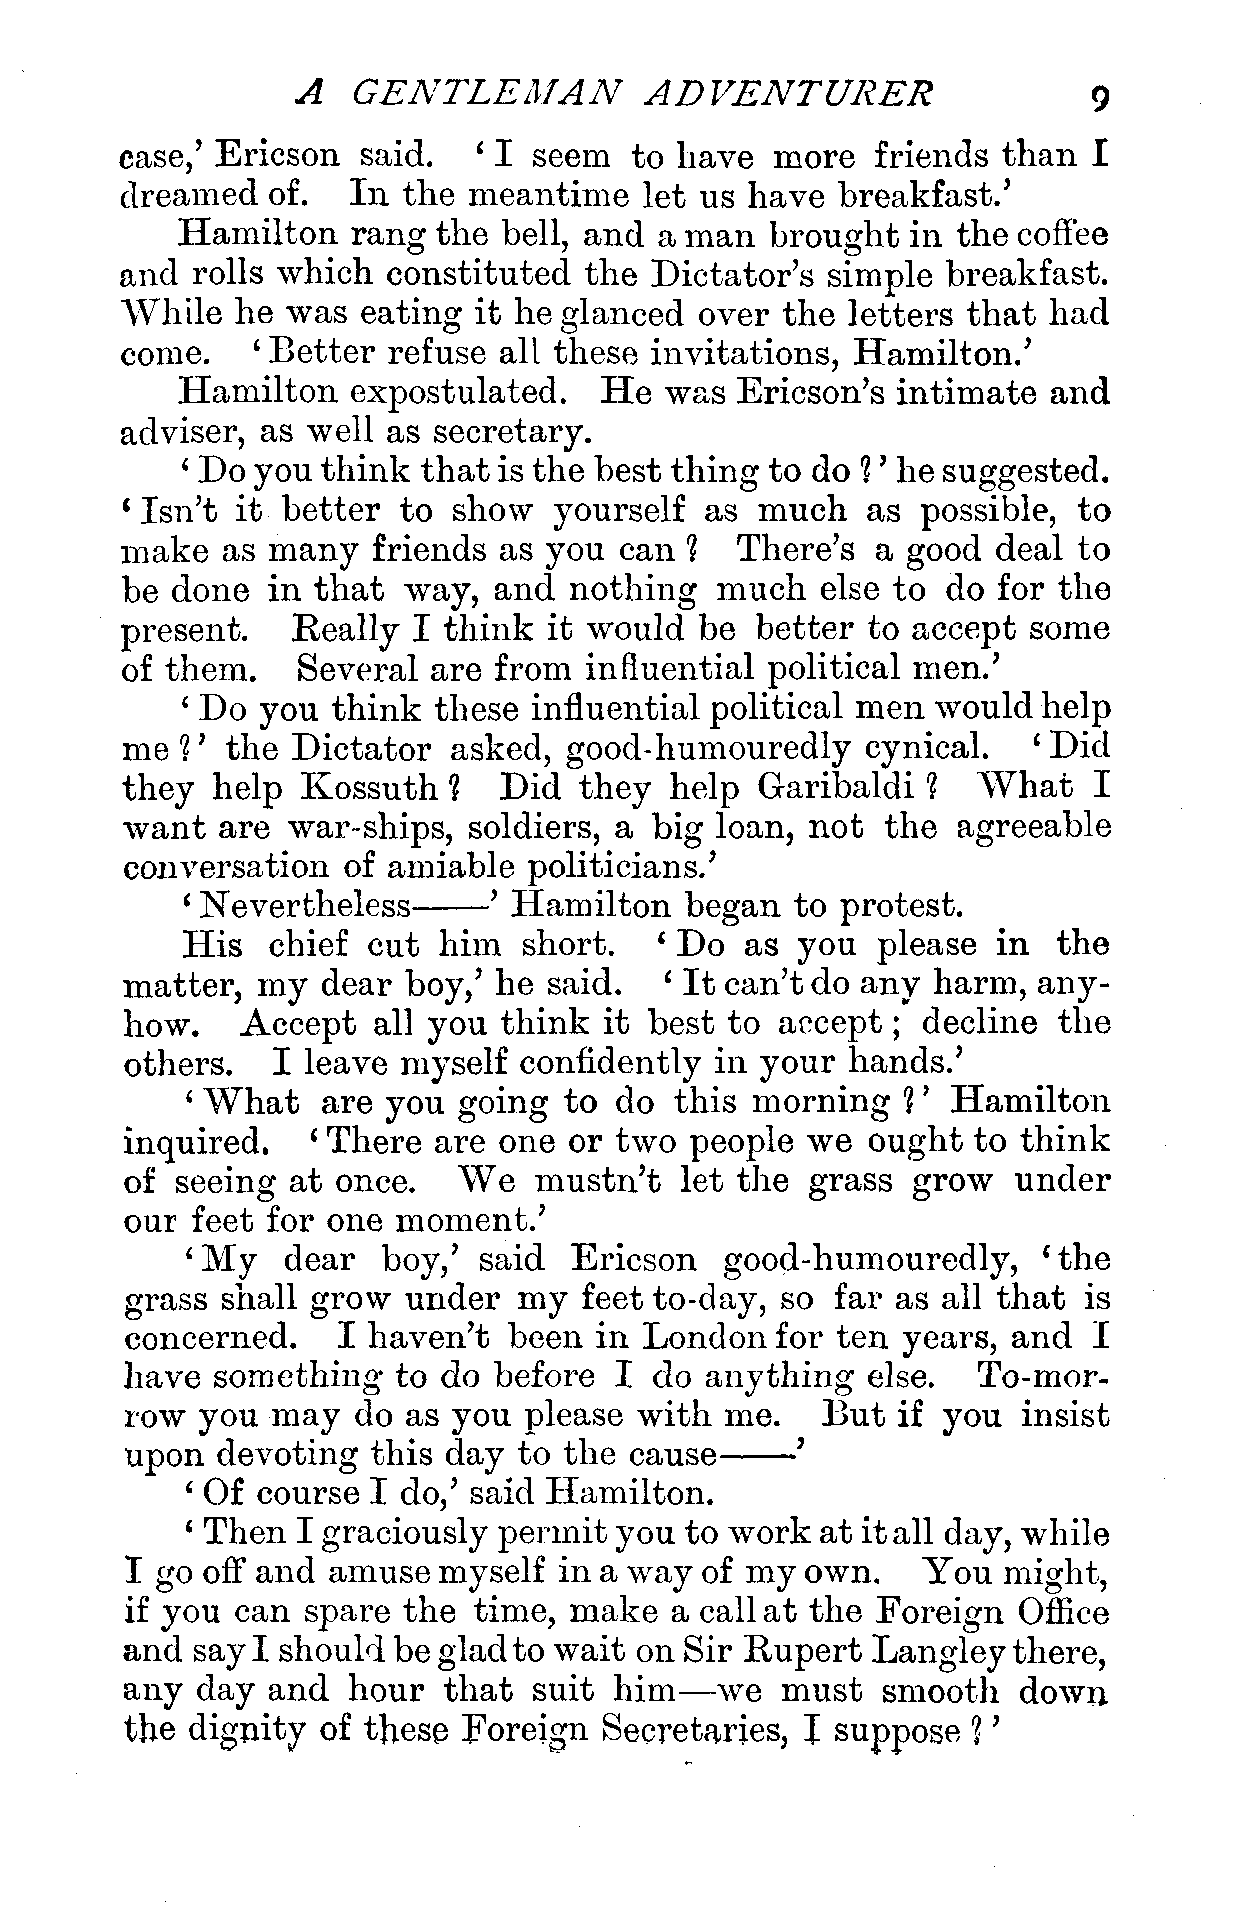 A GENTLEMAN ADVENTURER 9
case,' Ericson said. 'I seem to have more friends than I
dreamed of. In the meantime let us have breakfast.'
Hamilton rang the bell, and a man brought in the coffee
and rolls which constituted the Dictator's simple breakfast.
While he was eating it he glanced over the letters that had
come. 'Better refuse all these invitations, Hamilton.'
Hamilton expostulated. He was Ericson's intimate and
adviser, as well as secretary.
'Do you think that is the best thing to do?' he suggested.
'Isn't it better to show yourself as much as possible, to
make as many friends as you can? There's a good deal to
be done in that way, and nothing much else to do for the
present. Really I think it would be better to accept some
of them. Several are from influential political men.'
'Do you think these influential political men would help
me?' the Dictator asked, good-humouredly cynical. 'Did
they help Kossuth? Did they help Garibaldi? What I
want are war-ships, soldiers, a big loan, not the agreeable
conversation of amiable politicians.'
'Nevertheless——' Hamilton began to protest.
His chief cut him short. 'Do as you please in the
matter, my dear boy,' he said. 'It can't do any harm, any-
how. Accept all you think it best to accept; decline the
others. I leave myself confidently in your hands.'
'What are you going to do this morning?' Hamilton
inquired. 'There are one or two people we ought to think
of seeing at once. We mustn't let the grass grow under
our feet for one moment.'
'My dear boy,' said Ericson good-humouredly, 'the
grass shall grow under my feet to-day, so far as all that is
concerned. I haven't been in London for ten years, and I
have something to do before I do anything else. To-mor-
row you may do as you please with me. But if you insist
upon devoting this day to the cause——'
'Of course I do,' said Hamilton.
'Then I graciously permit you to work at it all day, while
I go off and amuse myself in a way of my own. You might,
if you can spare the time, make a call at the Foreign Office
and say I should be glad to wait on Sir Rupert Langley there,
any day and hour that suit him—we must smooth down
the dignity of these Foreign Secretaries, I suppose?'